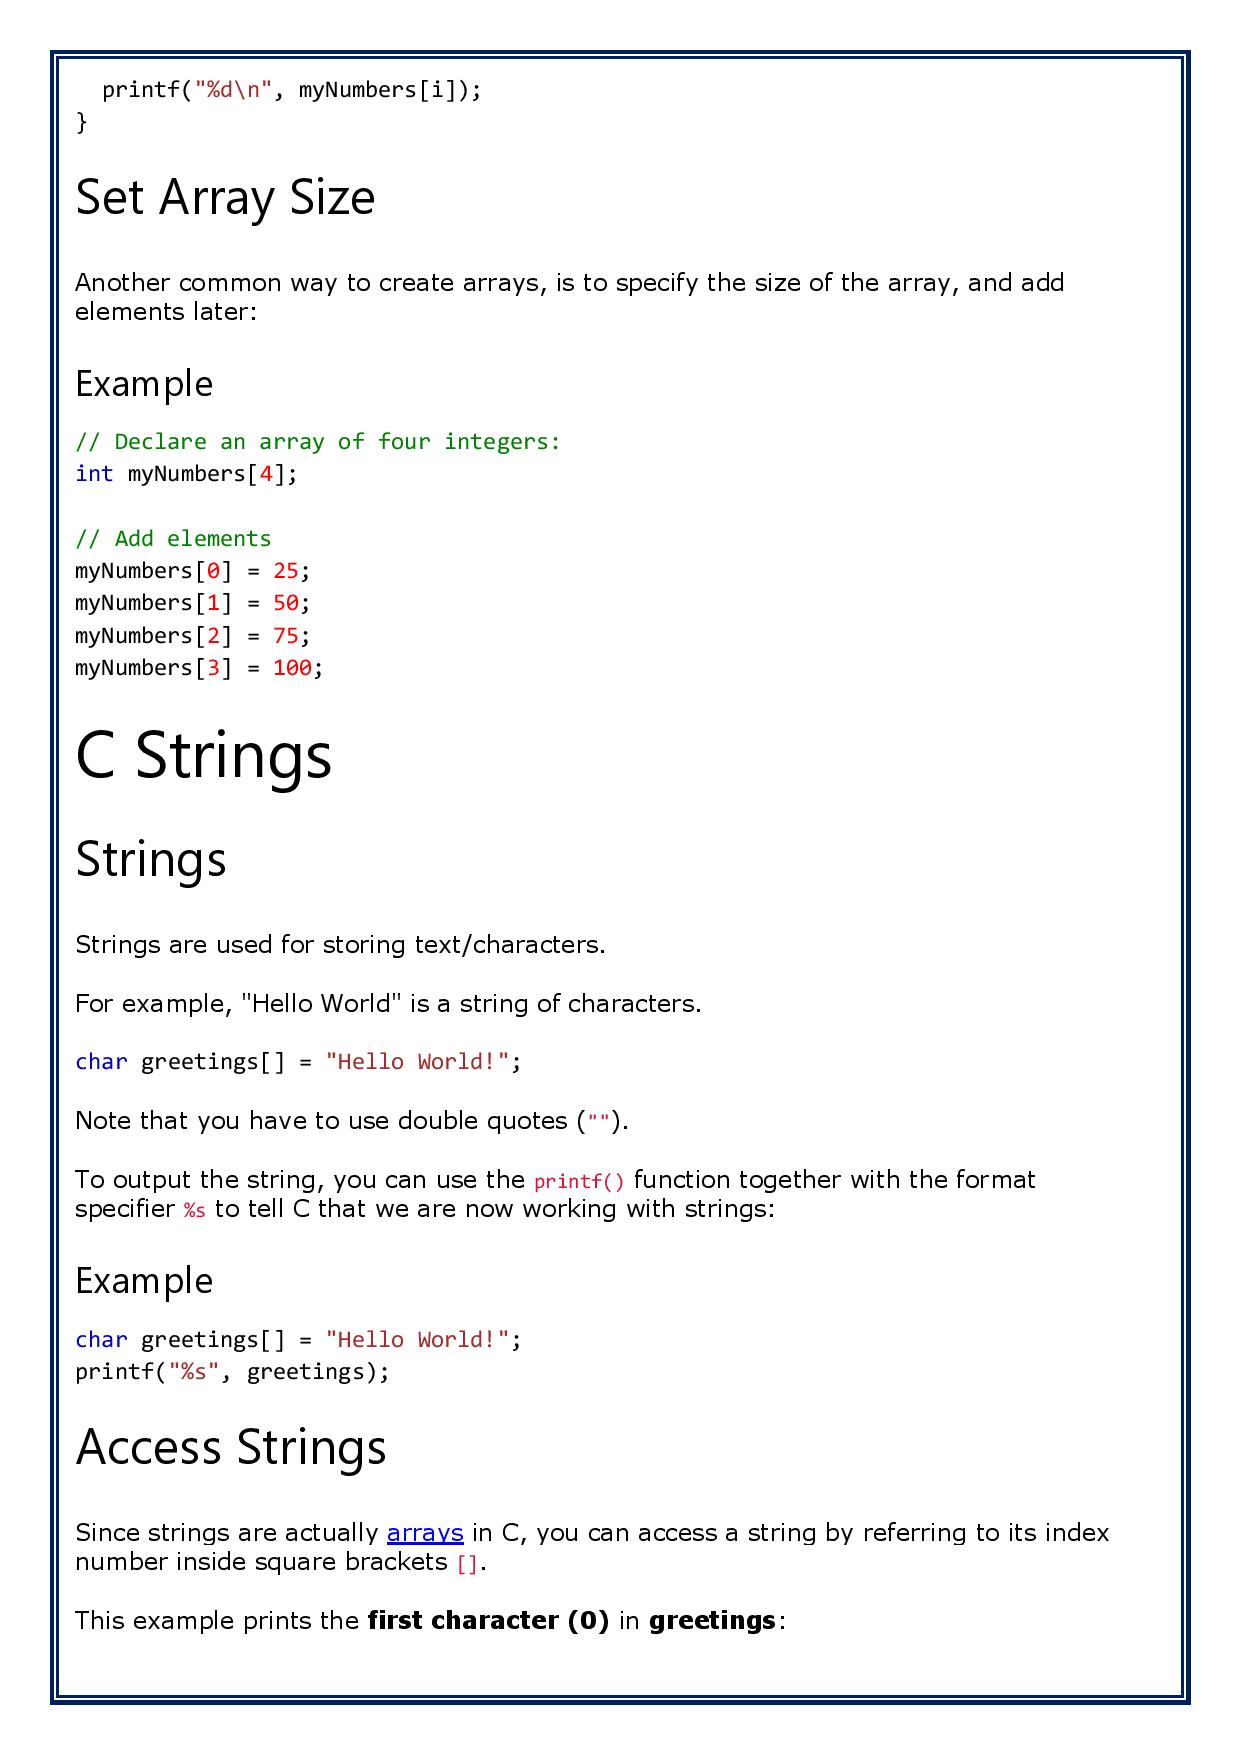 printf("%d\n", myNumbers[i]);
}
Set Array Size
Another common way to create arrays, is to specify the size of the array, and add
elements later:
Example
// Declare an array of four integers:
int myNumbers[4];
// Add elements
myNumbers[0] = 25;
myNumbers[1] = 50;
myNumbers[2] = 75;
myNumbers[3] = 100;
C Strings
Strings
Strings are used for storing text/characters.
For example, "Hello World" is a string of characters.
char greetings[] = "Hello World!";
Note that you have to use double quotes ("").
To output the string, you can use the printf() function together with the format
specifier %s to tell C that we are now working with strings:
Example
char greetings[] = "Hello World!";
printf("%s", greetings);
Access Strings
Since strings are actually arrays in C, you can access a string by referring to its index
number inside square brackets [].
This example prints the first character (0) in greetings: